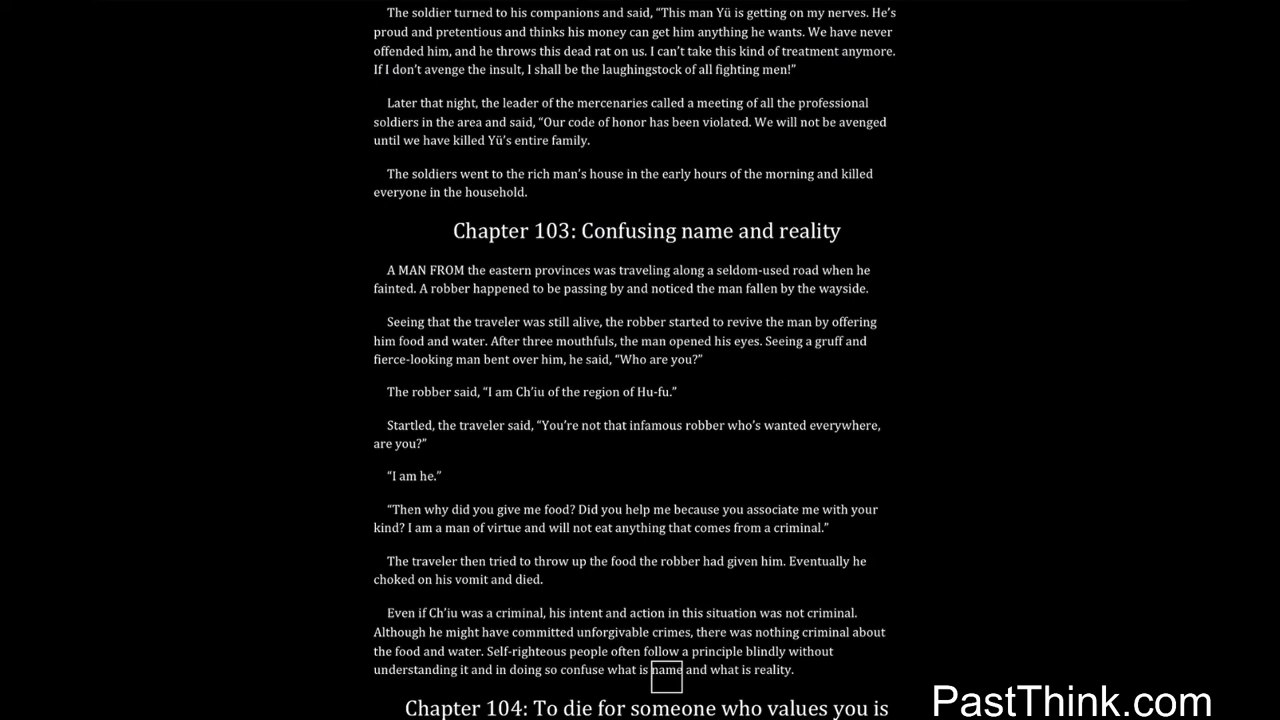 The soldier turned to his companions and said, “This man Yü is getting on my nerves. He’s
proud and pretentious and thinks his money can get him anything he wants. We have never
offended him, and he throws this dead rat on us. I can’t take this kind of treatment anymore.
If I don’t avenge the insult, I shall be the laughingstock of all fighting men!”
Later that night, the leader of the mercenaries called a meeting of all the professional
soldiers in the area and said, “Our code of honor has been violated. We will not be avenged
until we have killed Yü’s entire family.
The soldiers went to the rich man’s house in the early hours of the morning and killed
everyone in the household.
Chapter 103: Confusing name and reality
A MAN FROM the eastern provinces was traveling along a seldom-used road when he
fainted. A robber happened to be passing by and noticed the man fallen by the wayside.
Seeing that the traveler was still alive, the robber started to revive the man by offering
him food and water. After three mouthfuls, the man opened his eyes. Seeing a gruff and
fierce-looking man bent over him, he said, “Who are you?”
The robber said, “I am Ch’iu of the region of Hu-fu.”
Startled, the traveler said, “You’re not that infamous robber who’s wanted everywhere,
are you?”
“I am he.”
“Then why did you give me food? Did you help me because you associate me with your
kind? I am a man of virtue and will not eat anything that comes from a criminal.”
The traveler then tried to throw up the food the robber had given him. Eventually he
choked on his vomit and died.
Even if Ch’iu was a criminal, his intent and action in this situation was not criminal.
Although he might have committed unforgivable crimes, there was nothing criminal about
the food and water. Self-righteous people often follow a principle blindly without
understanding it and in doing so confuse what is name and what is reality.
Chapter 104: To die for someone who values you is
PastThink.com